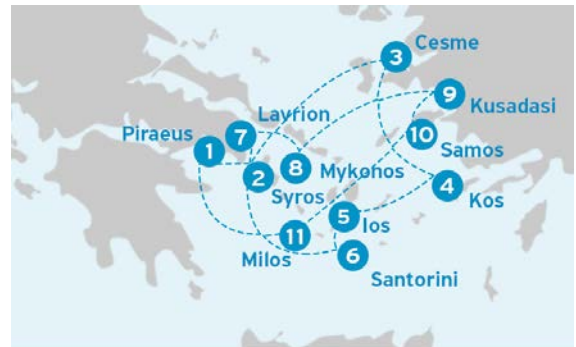 3
Cesme
9
Kusadasi
7
Lavrion
Piraeus
1
10
Samos
8
Mykonos
2
Syros
4
Kos
5
Ios
11
Milos
6
Santorini